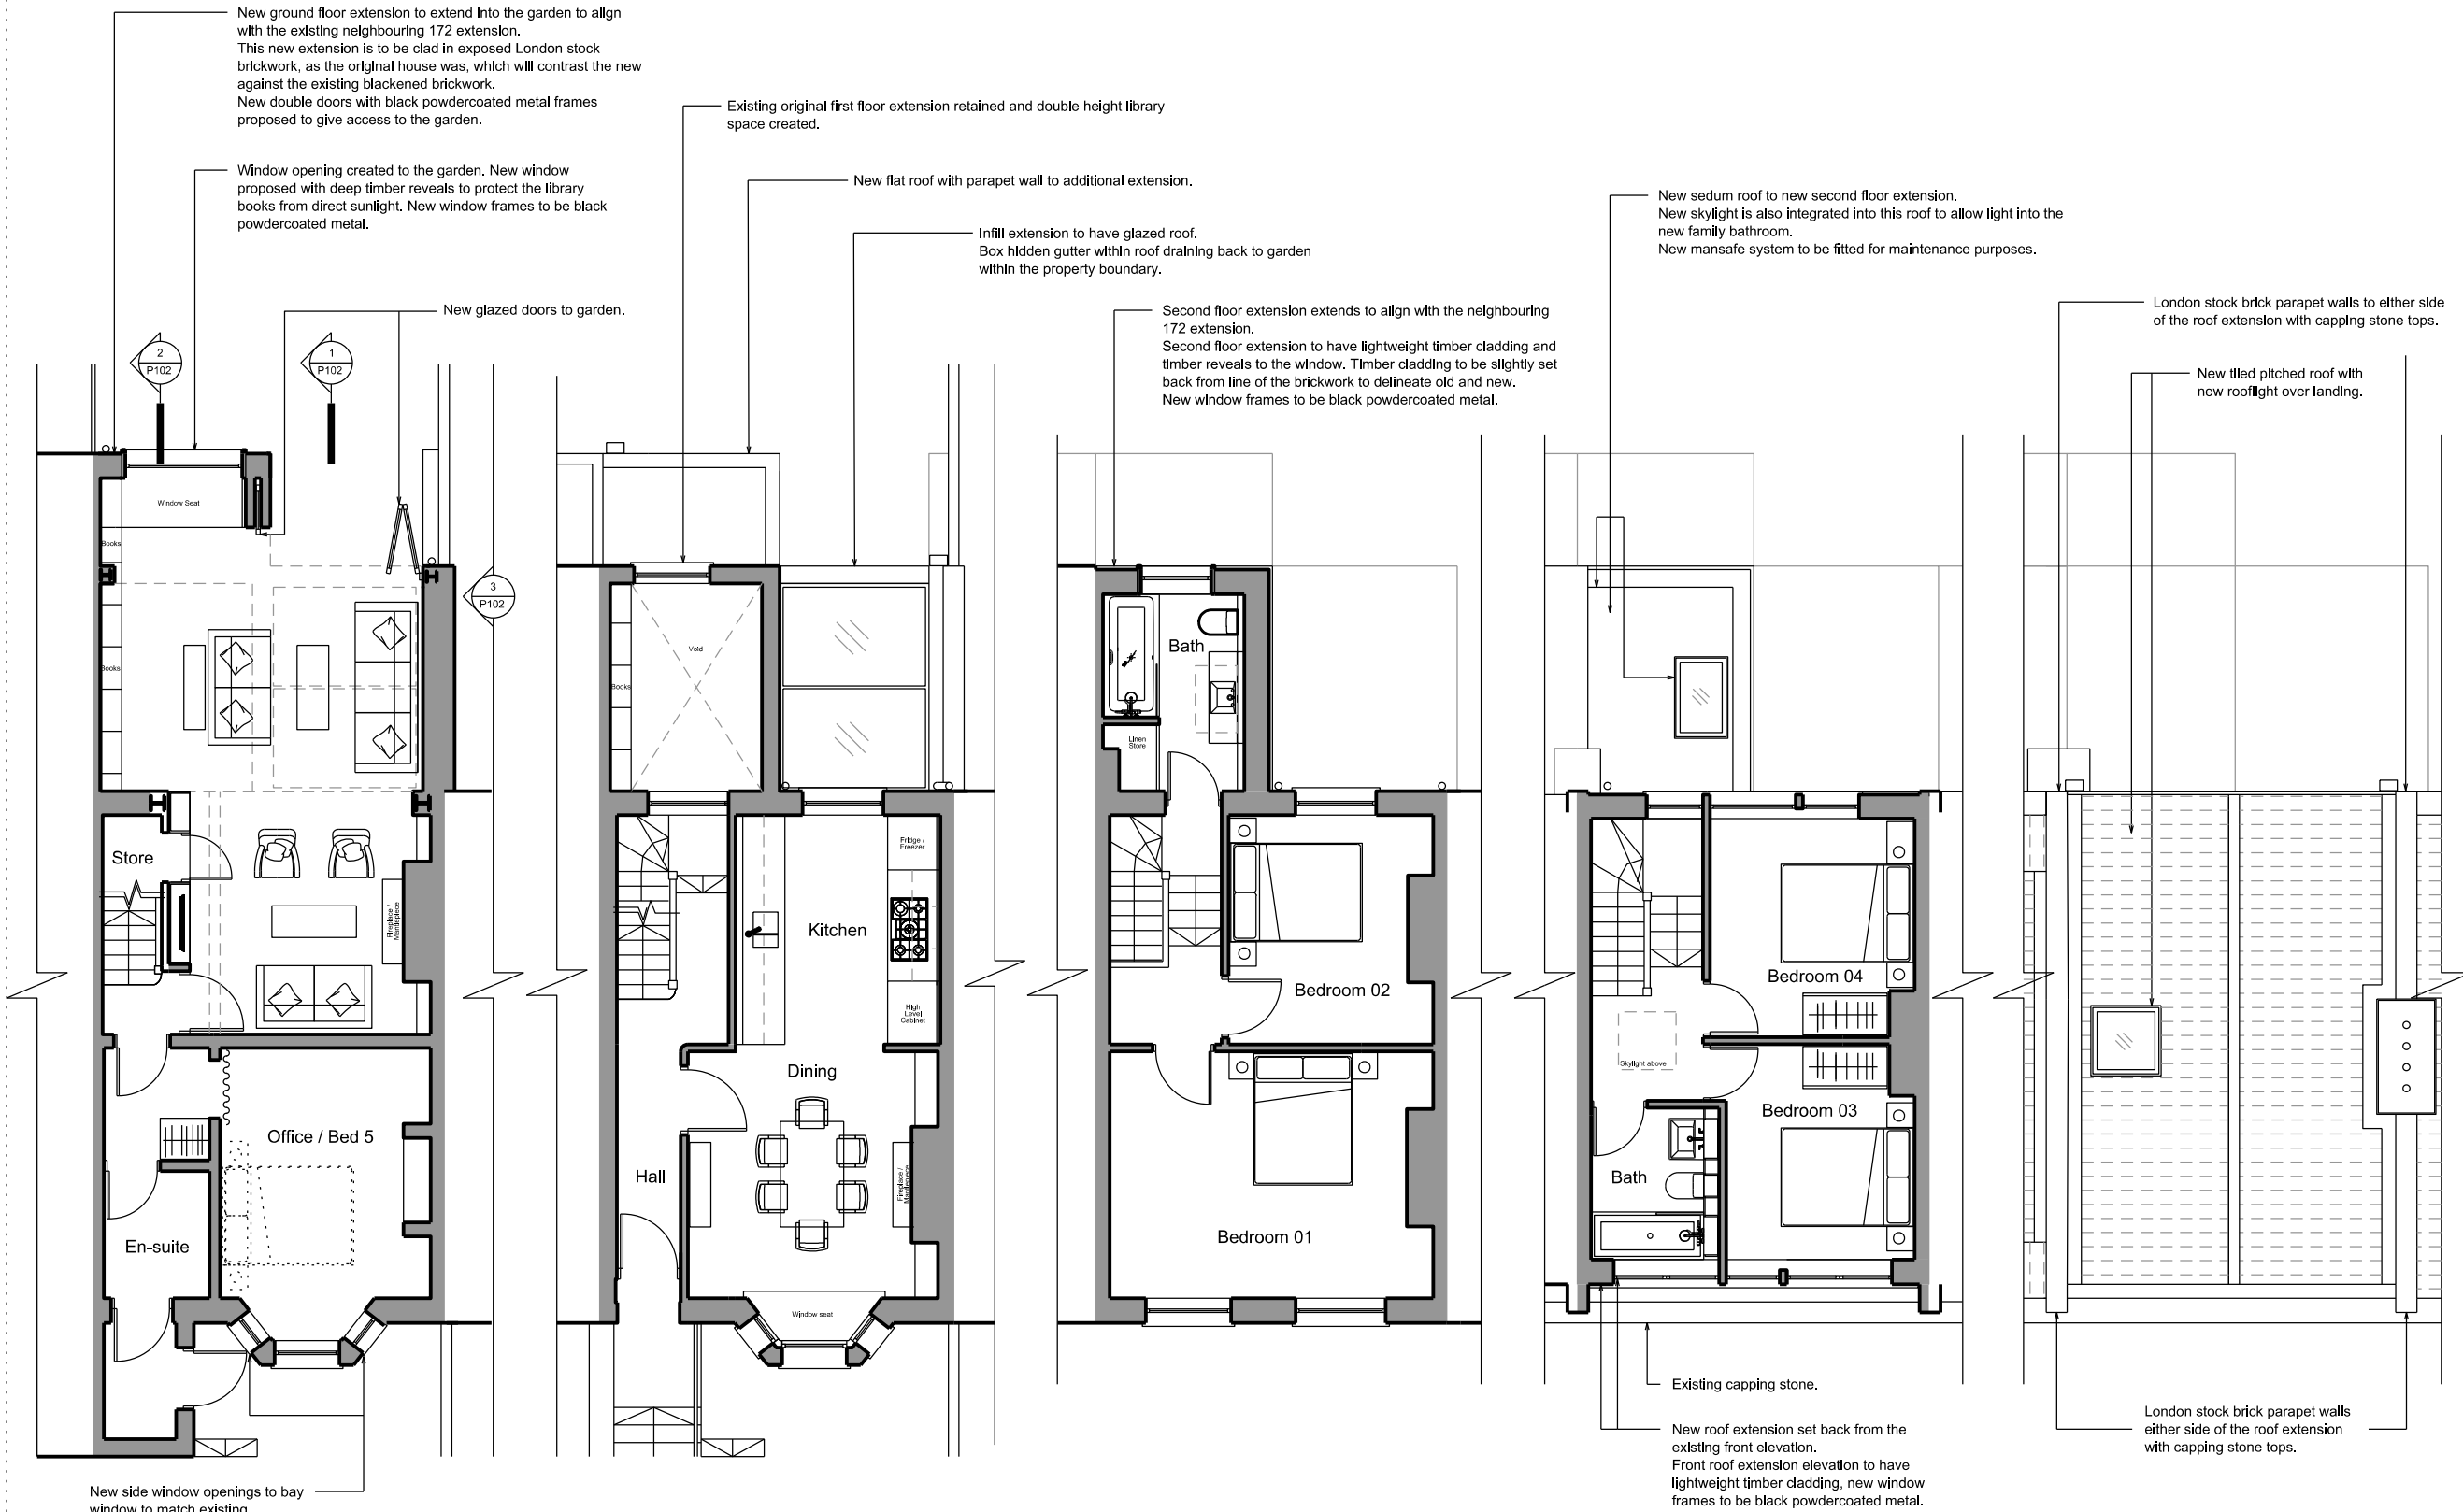 New ground floor extension to extend into the garden to align
with the existing neighbouring 172 extension.
This new extension is to be clad in exposed London stock
brickwork, as the original house was, which will contrast the new
against the existing blackened brickwork.
New double doors with black powdercoated metal frames
proposed to give access to the garden.
Window opening created to the garden. New window
proposed with deep timber reveals to protect the library
books from direct sunlight. New window frames to be black
powdercoated metal.
New glazed doors to garden.
Existing original first floor extension retained and double height library
space created.
New flat roof with parapet wall to additional extension.
Infill extension to have glazed roof.
Box hidden gutter within roof draining back to garden
within the property boundary.
Second floor extension extends to align with the neighbouring
172 extension.
Second floor extension to have lightweight timber cladding and
timber reveals to the window. Timber cladding to be slightly set
back from line of the brickwork to delineate old and new.
New window frames to be black powdercoated metal.
New sedum roof to new second floor extension.
New skylight is also integrated into this roof to allow light into the
new family bathroom.
New mansafe system to be fitted for maintenance purposes.
London stock brick parapet walls to either side
of the roof extension with capping stone tops.
New tiled pitched roof with
new rooflight over landing.
2
P102
1
P102
3
P102
Window Seat
Books
Books
Store
Fireplace /
Mantlepiece
Office / Bed 5
En-suite
New side window openings to bay
window to match existing
Void
Books
Fridge /
Freezer
Kitchen
High
Level
Cabinet
Dining
Hall
Fireplace /
Mantlepiece
Window seat
Bath
Linen
Store
Bedroom 02
Bedroom 01
Bedroom 04
Skylight above
Bedroom 03
Bath
Existing capping stone.
New roof extension set back from the
existing front elevation.
Front roof extension elevation to have
lightweight timber cladding, new window
frames to be black powdercoated metal.
London stock brick parapet walls
either side of the roof extension
with capping stone tops.